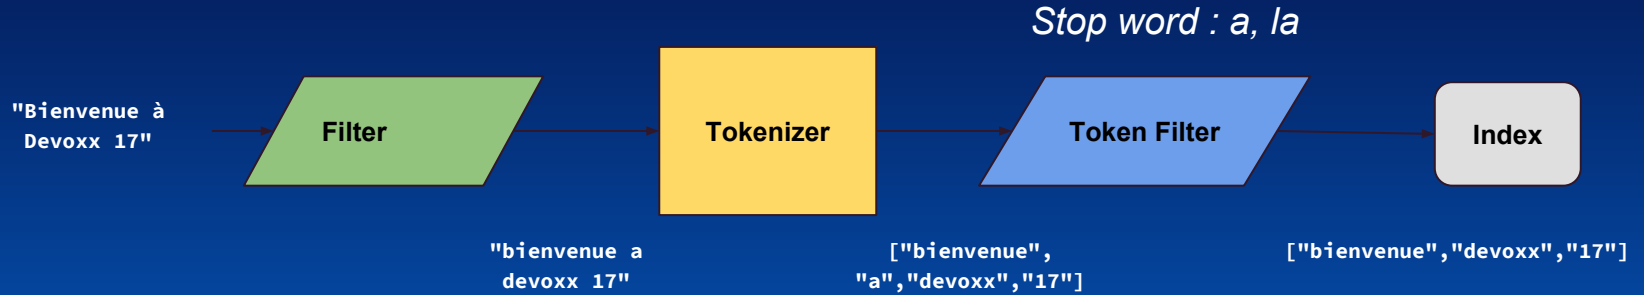 Stop word : a, la
"Bienvenue à
Devoxx 17"
Filter
Tokenizer
Token Filter
Index
"bienvenue a
devoxx 17"
["bienvenue",
"a","devoxx","17"]
["bienvenue","devoxx","17"]